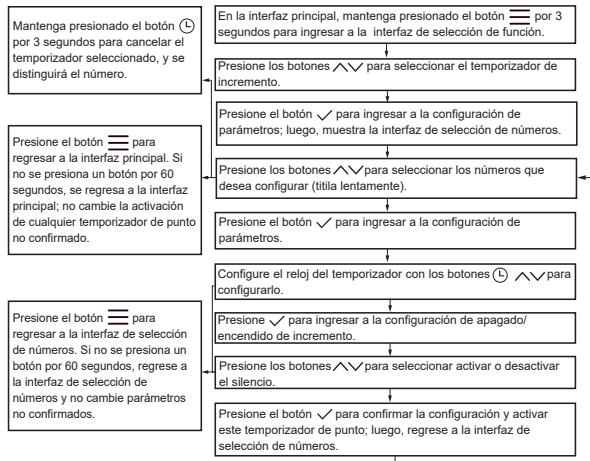 En la interfaz principal, mantenga presionado el botón por 3
segundos para ingresar a la interfaz de selección de función.
Presione los botones para seleccionar el temporizador de
incremento.
Presione el botón para ingresar a la configuración de
parámetros; luego, muestra la interfaz de selección de números.
Presione los botones para seleccionar los números que
desea configurar (titila lentamente).
Presione el botón para ingresar a la configuración de
parámetros.
Configure el reloj del temporizador con los botones para
configurarlo.
Presione para ingresar a la configuración de apagado/
encendido de incremento.
Presione los botones para seleccionar activar o desactivar
el silencio.
Presione el botón para confirmar la configuración y activar
este temporizador de punto; luego, regrese a la interfaz de
selección de números.
Mantenga presionado el botón
por 3 segundos para cancelar el
temporizador seleccionado, y se
distinguirá el número.
Presione el botón para
regresar a la interfaz principal. Si
no se presiona un botón por 60
segundos, se regresa a la interfaz
principal; no cambie la activación
de cualquier temporizador de punto
no confirmado.
Presione el botón para
regresar a la interfaz de selección
de números. Si no se presiona un
botón por 60 segundos, regrese a
la interfaz de selección de
números y no cambie parámetros
no confirmados.